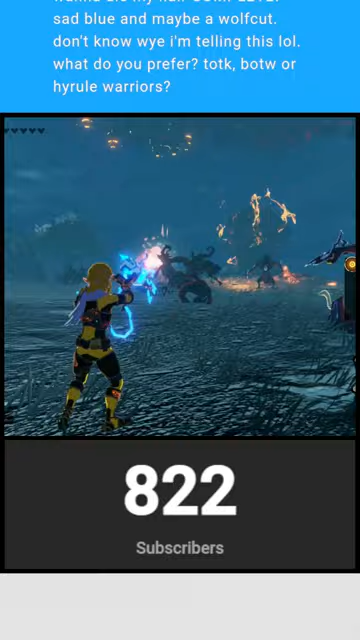 sad blue and maybe a wolfcut.
don't know wye i'm telling this lol.
what do you prefer? totk, botw or
hyrule warriors?
822
Subscribers